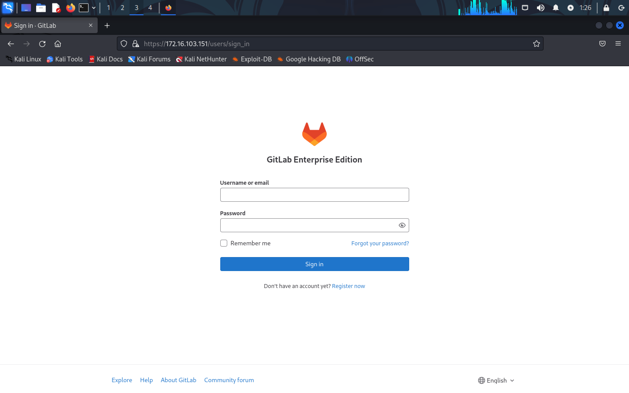 1 2 3 4 1:26
Sign in · GitLab
https://172.16.103.151/users/sign_in
Kali Linux Kali Tools Kali Docs Kali Forums Kali NetHunter Exploit-DB Google Hacking DB OffSec
GitLab Enterprise Edition
Username or email
Password
Remember me Forgot your password?
Sign in
Don't have an account yet? Register now
Explore Help About GitLab Community forum English